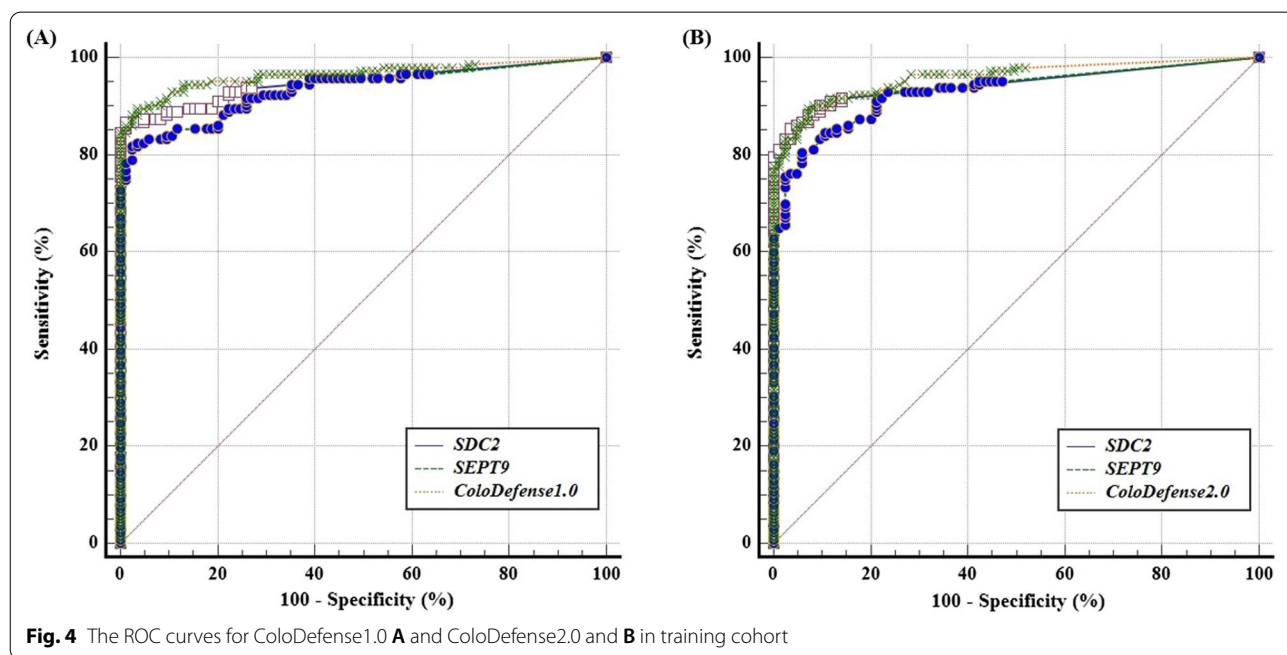 (A)
100
80
60
40
20
0
Sensitivity (%)
SDC2
SEPT9
ColoDefense1.0
0 20 40 60 80 100
100 - Specificity (%)
(B)
100
80
60
40
20
0
Sensitivity (%)
SDC2
SEPT9
ColoDefense2.0
0 20 40 60 80 100
100 - Specificity (%)
Fig. 4 The ROC curves for ColoDefense1.0 A and ColoDefense2.0 and B in training cohort